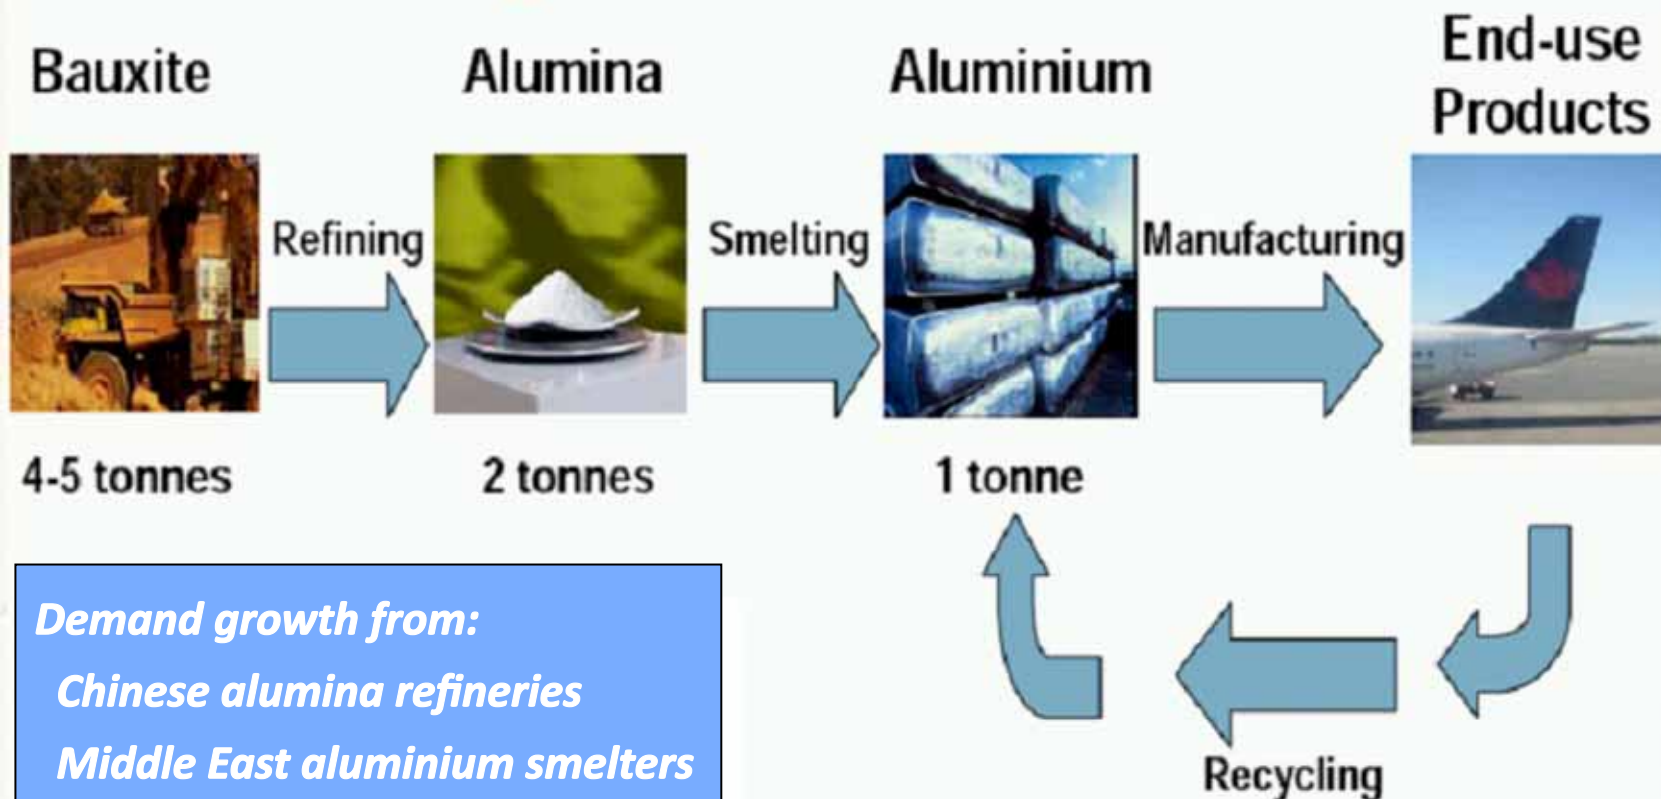 Bauxite
Alumina
Aluminium
End-use
Products
Refining
Smelting
Manufacturing
4-5 tonnes
2 tonnes
1 tonne
Demand growth from:
Chinese alumina refineries
Middle East aluminium smelters
Recycling